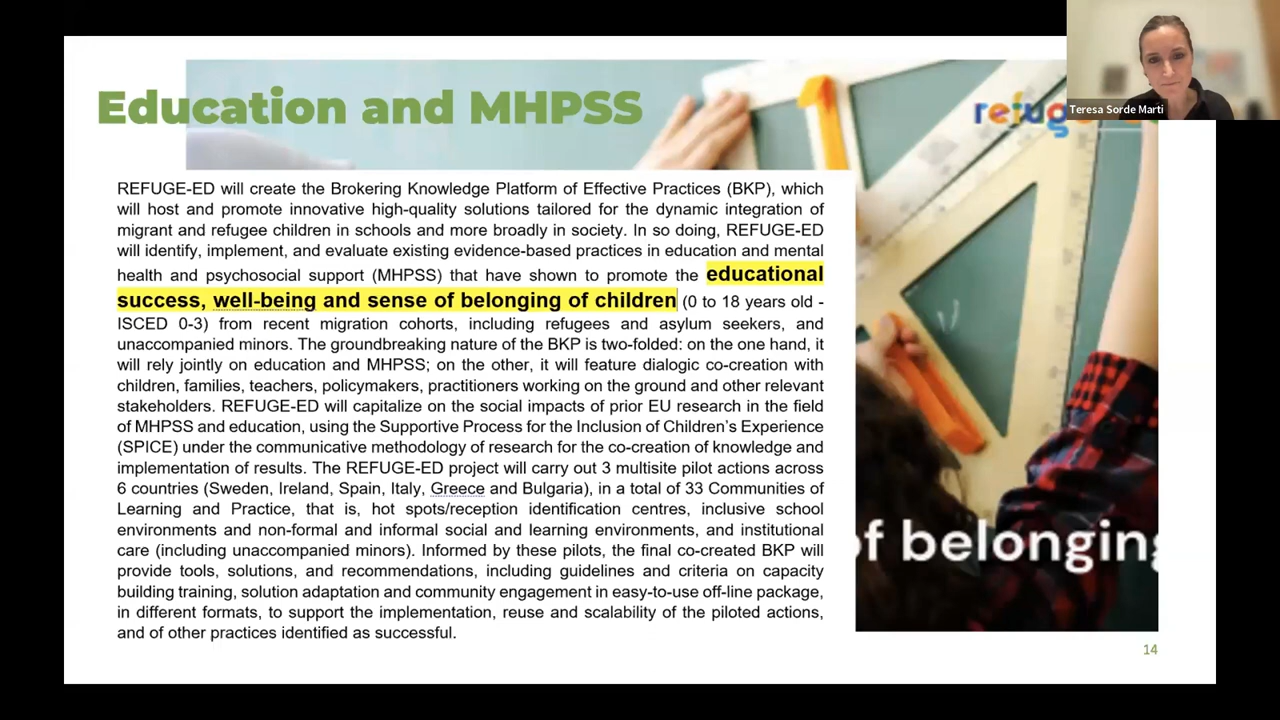 Education and MHPSS
refug
Teresa Sorde Marti
REFUGE-ED will create the Brokering Knowledge Platform of Effective Practices (BKP), which
will host and promote innovative high-quality solutions tailored for the dynamic integration of
migrant and refugee children in schools and more broadly in society. In so doing, REFUGE-ED
will identify, implement, and evaluate existing evidence-based practices in education and mental
health and psychosocial support (MHPSS) that have shown to promote the educational
success, well-being and sense of belonging of children (0 to 18 years old -
ISCED 0-3) from recent migration cohorts, including refugees and asylum seekers, and
unaccompanied minors. The groundbreaking nature of the BKP is two-folded: on the one hand, it
will rely jointly on education and MHPSS; on the other, it will feature dialogic co-creation with
children, families, teachers, policymakers, practitioners working on the ground and other relevant
stakeholders. REFUGE-ED will capitalize on the social impacts of prior EU research in the field
of MHPSS and education, using the Supportive Process for the Inclusion of Children's Experience
(SPICE) under the communicative methodology of research for the co-creation of knowledge and
implementation of results. The REFUGE-ED project will carry out 3 multisite pilot actions across
6 countries (Sweden, Ireland, Spain, Italy, Greece and Bulgaria), in a total of 33 Communities of
Learning and Practice, that is, hot spots/reception identification centres, inclusive school
environments and non-formal and informal social and learning environments, and institutional
care (including unaccompanied minors). Informed by these pilots, the final co-created BKP will
provide tools, solutions, and recomendations, including guidelines and criteria on capacity
building training, solution adaptation and community engagement in easy-to-use off-line package,
in different formats, to support the implementation, reuse and scalability of the piloted actions,
and of other practices identified as successful.
of belonging
14